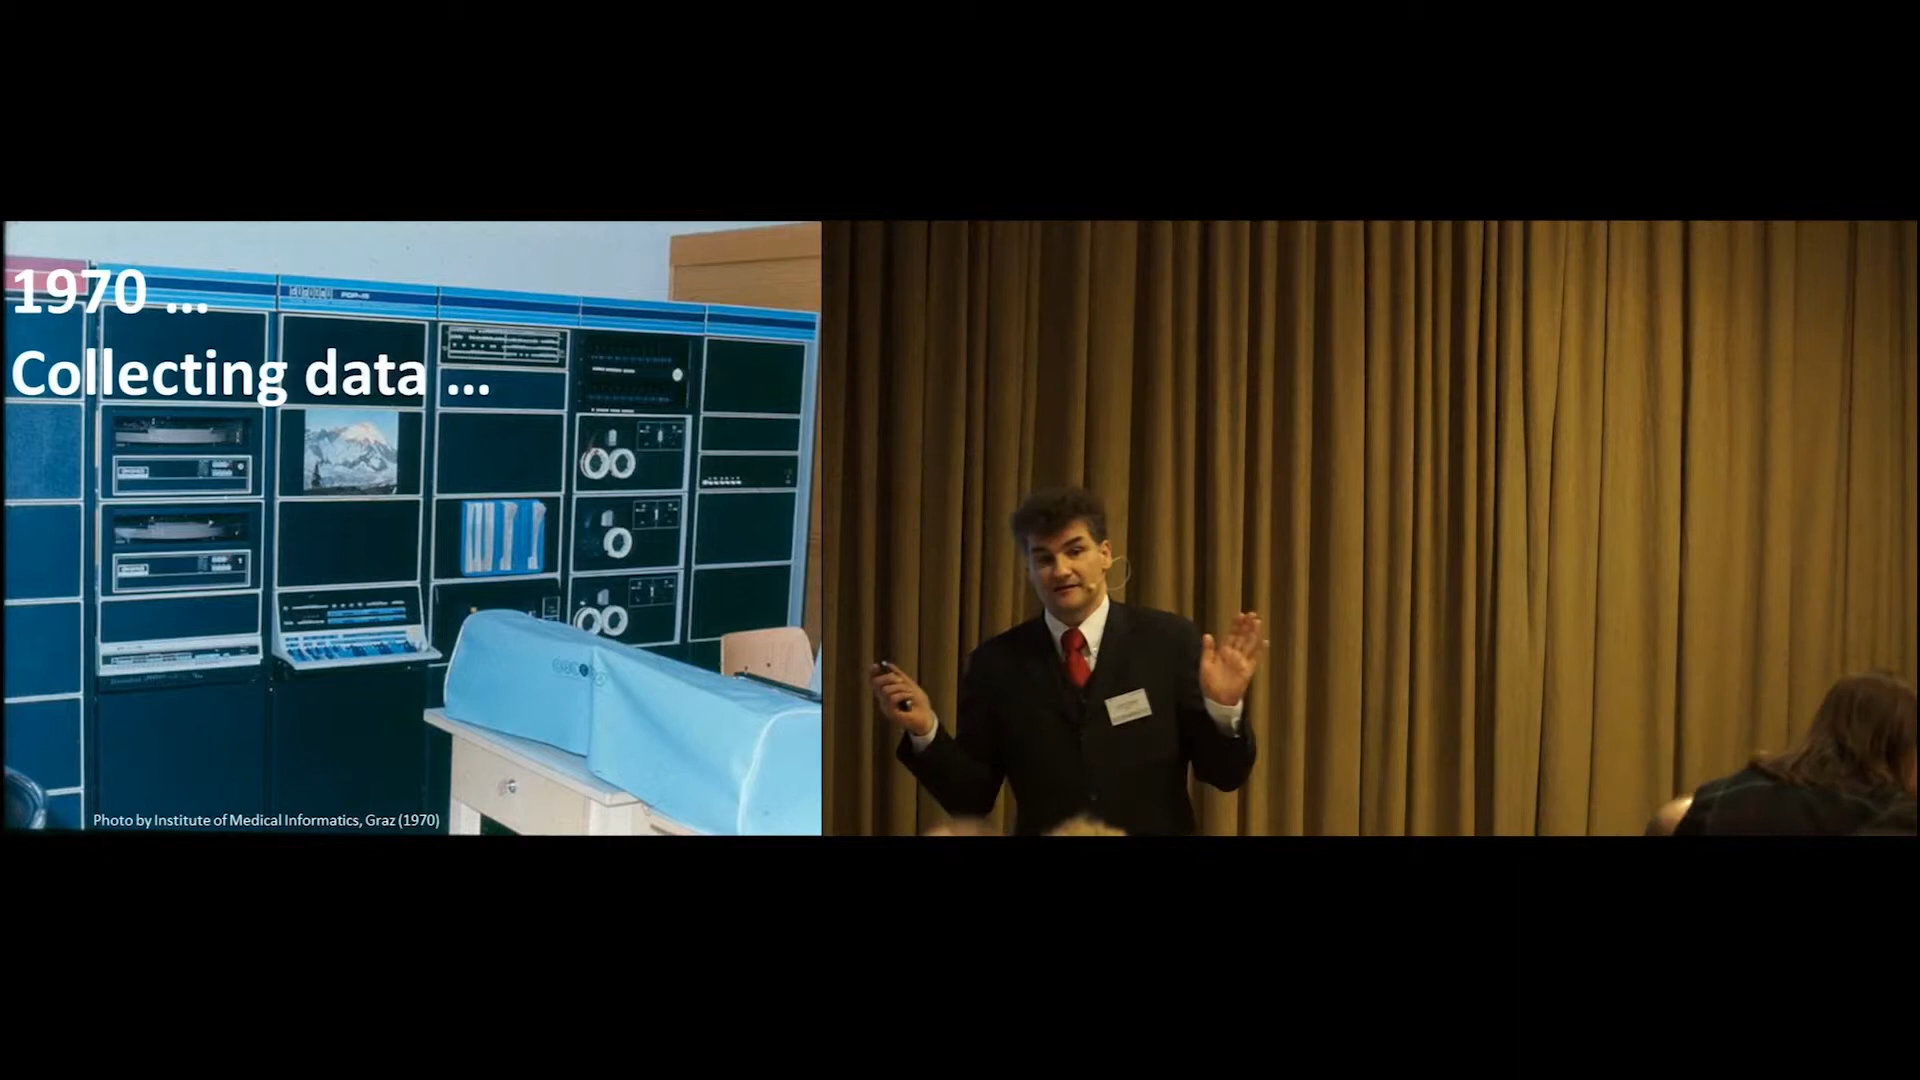 1970 ...
Collecting data ...
Photo by Institute of Medical Informatics, Graz (1970)